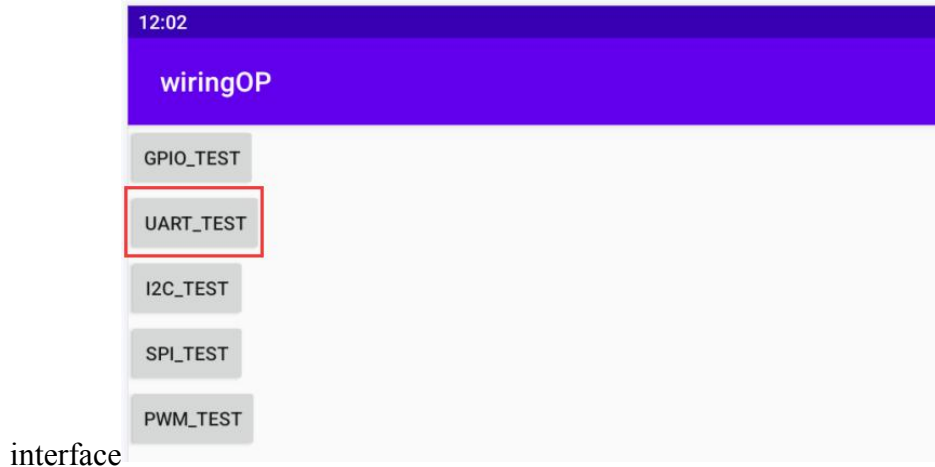 12:02
wiringOP
GPIO_TEST
UART_TEST
I2C_TEST
SPI_TEST
PWM_TEST
interface